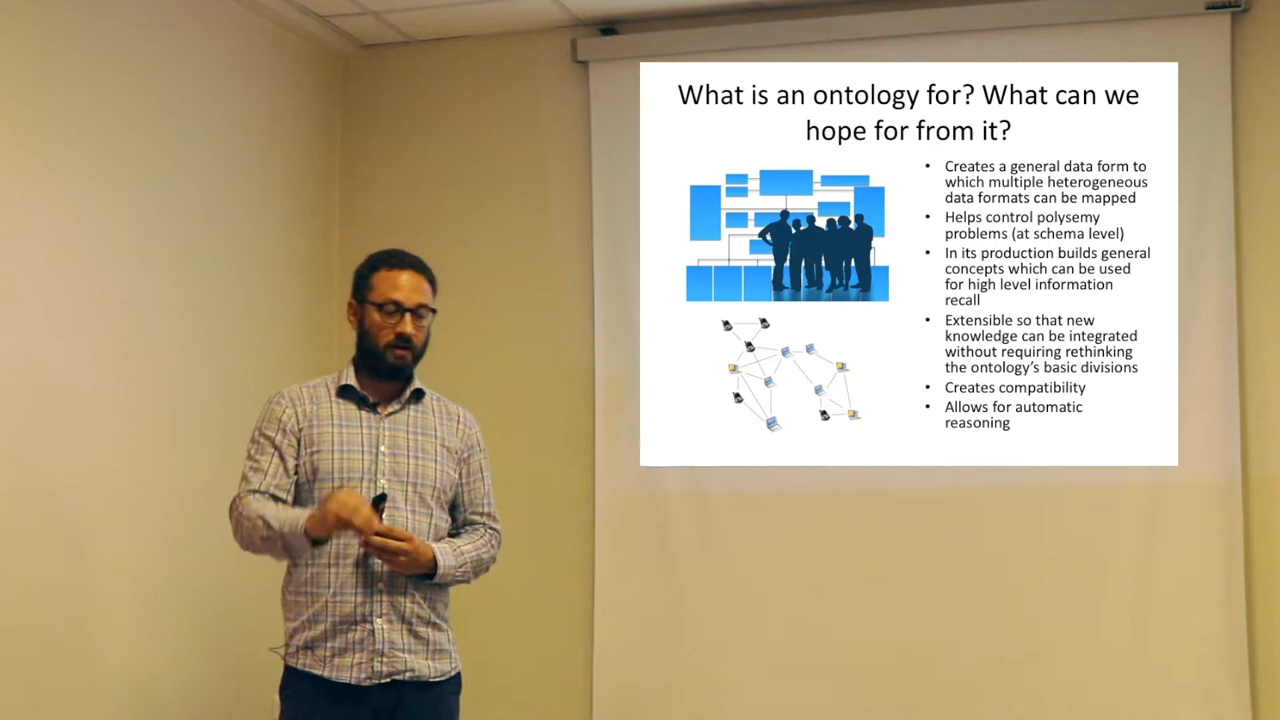 What is an ontology for? What can we
hope for from it?
• Creates a general data form to
which multiple heterogeneous
data formats can be mapped
• Helps control polysemy
problems (at schema level)
• In its production builds general
concepts which can be used
for high level information
recall
• Extensible so that new
knowledge can be integrated
without requiring rethinking
the ontology's basic divisions
• Creates compatibility
• Allows for automatic
reasoning